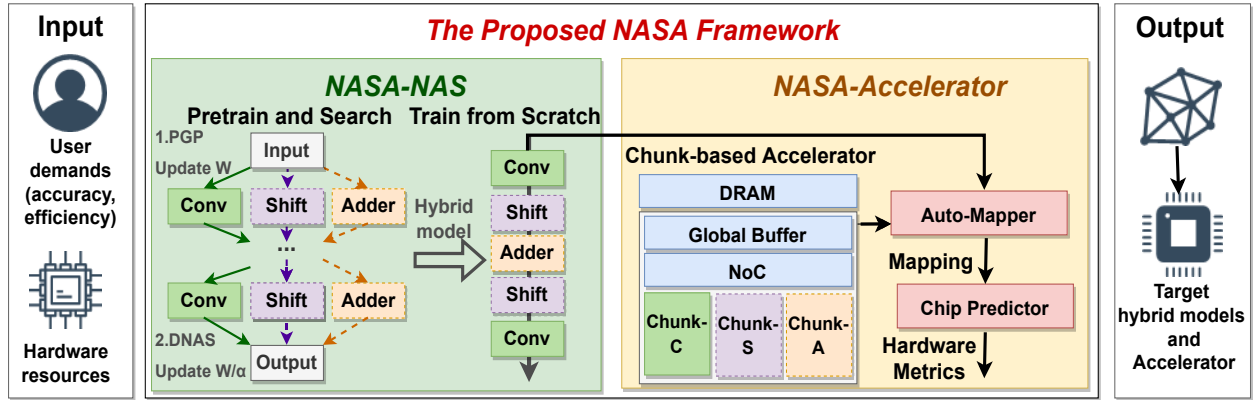 Input
User
demands
(accuracy,
efficiency)
Hardware
resources
The Proposed NASA Framework
NASA-NAS
Pretrain and Search
Train from Scratch
1.PGP
Update W
Input
Conv
Shift
Adder
...
Conv
Shift
Adder
2.DNAS
Update W/α
Output
Hybrid
model
Conv
Shift
Adder
Shift
Conv
NASA-Accelerator
Chunk-based Accelerator
DRAM
Global Buffer
NoC
Chunk-
C
Chunk-
S
Chunk-
A
Auto-Mapper
Mapping
Chip Predictor
Hardware
Metrics
Output
Target
hybrid models
and
Accelerator